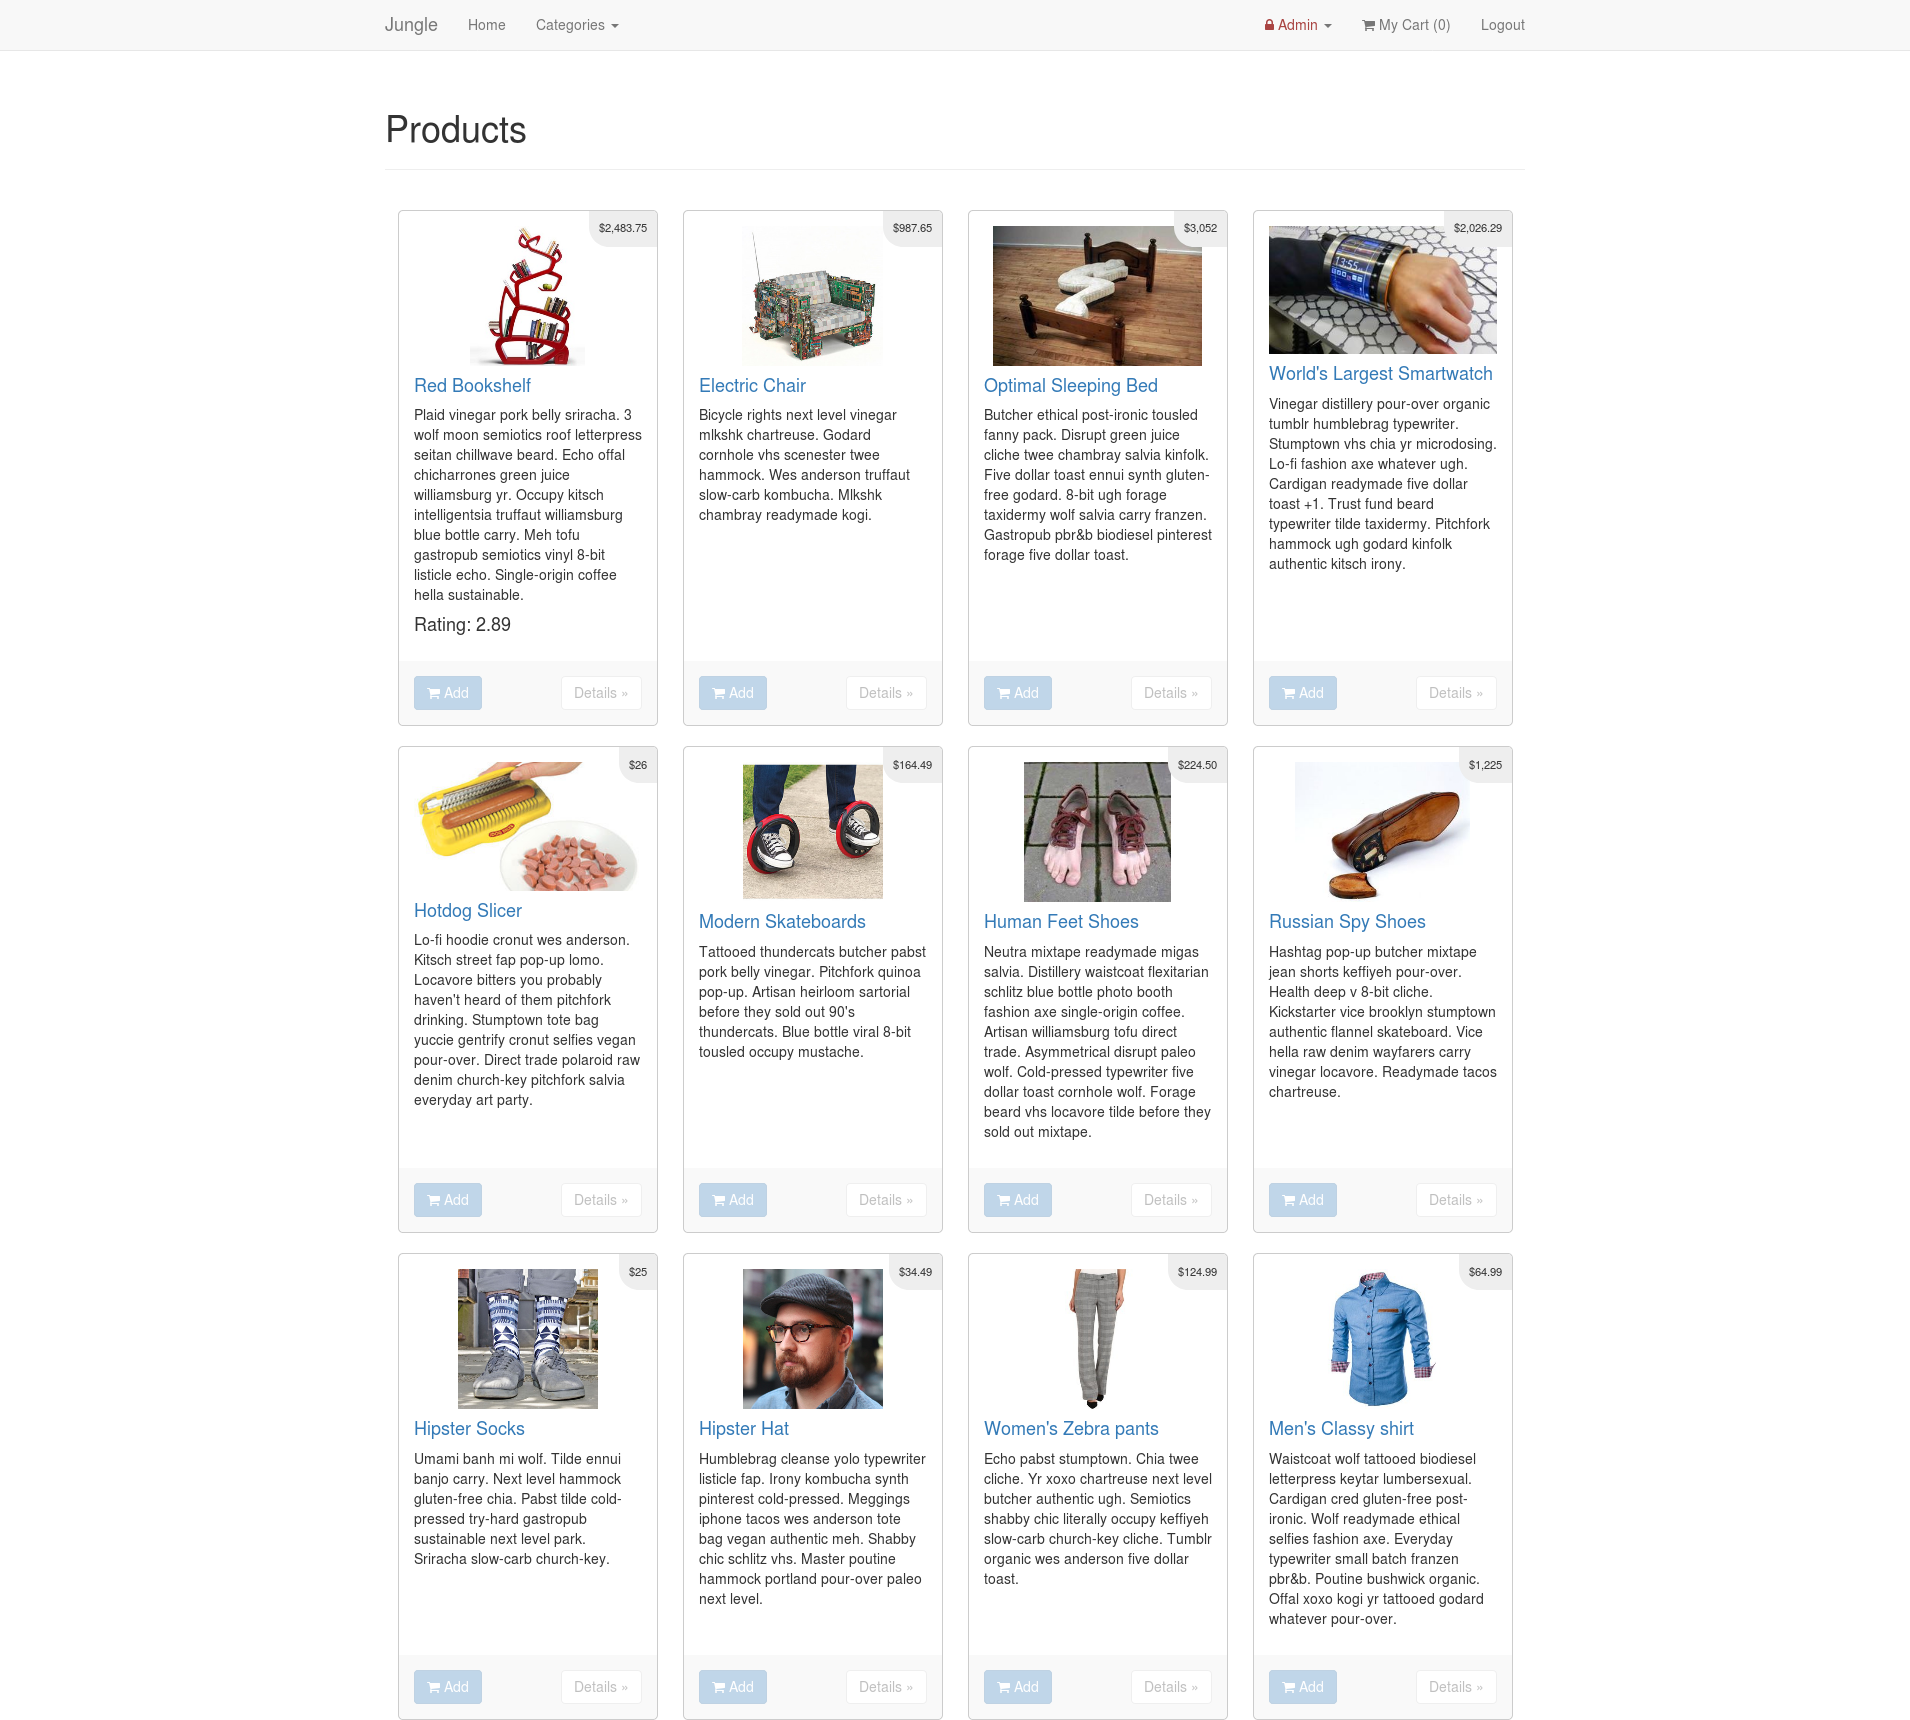 Jungle Home Categories Admin My Cart (0) Logout
Products
$2,483.75
Red Bookshelf
Plaid vinegar pork belly sriracha. 3
wolf moon semiotics roof letterpress
seitan chillwave beard. Echo offal
chicharrones green juice
williamsburg yr. Occupy kitsch
intelligentsia truffaut williamsburg
blue bottle carry. Meh tofu
gastropub semiotics vinyl 8-bit
listicle echo. Single-origin coffee
hella sustainable.
Rating: 2.89
Add Details »
$987.65
Electric Chair
Bicycle rights next level vinegar
mlkshk chartreuse. Godard
cornhole vhs scenester twee
hammock. Wes anderson truffaut
slow-carb kombucha. Mlkshk
chambray readymade kogi.
Add Details »
$3,052
Optimal Sleeping Bed
Butcher ethical post-ironic tousled
fanny pack. Disrupt green juice
cliche twee chambray salvia kinfolk.
Five dollar toast ennui synth gluten-
free godard. 8-bit ugh forage
taxidermy wolf salvia carry franzen.
Gastropub pbr&b biodiesel pinterest
forage five dollar toast.
Add Details »
$2,026.29
13:55
World's Largest Smartwatch
Vinegar distillery pour-over organic
tumblr humblebrag typewriter.
Stumptown vhs chia yr microdosing.
Lo-fi fashion axe whatever ugh.
Cardigan readymade five dollar
toast +1. Trust fund beard
typewriter tilde taxidermy. Pitchfork
hammock ugh godard kinfolk
authentic kitsch irony.
Add Details »
$26
Hotdog Slicer
Lo-fi hoodie cronut wes anderson.
Kitsch street fap pop-up lomo.
Locavore bitters you probably
haven't heard of them pitchfork
drinking. Stumptown tote bag
yuccie gentrify cronut selfies vegan
pour-over. Direct trade polaroid raw
denim church-key pitchfork salvia
everyday art party.
Add Details »
$164.49
Modern Skateboards
Tattooed thundercats butcher pabst
pork belly vinegar. Pitchfork quinoa
pop-up. Artisan heirloom sartorial
before they sold out 90's
thundercats. Blue bottle viral 8-bit
tousled occupy mustache.
Add Details »
$224.50
Human Feet Shoes
Neutra mixtape readymade migas
salvia. Distillery waistcoat flexitarian
schlitz blue bottle photo booth
fashion axe single-origin coffee.
Artisan williamsburg tofu direct
trade. Asymmetrical disrupt paleo
wolf. Cold-pressed typewriter five
dollar toast cornhole wolf. Forage
beard vhs locavore tilde before they
sold out mixtape.
Add Details »
$1,225
Russian Spy Shoes
Hashtag pop-up butcher mixtape
jean shorts keffiyeh pour-over.
Health deep v 8-bit cliche.
Kickstarter vice brooklyn stumptown
authentic flannel skateboard. Vice
hella raw denim wayfarers carry
vinegar locavore. Readymade tacos
chartreuse.
Add Details »
$25
Hipster Socks
Umami banh mi wolf. Tilde ennui
banjo carry. Next level hammock
gluten-free chia. Pabst tilde cold-
pressed try-hard gastropub
sustainable next level park.
Sriracha slow-carb church-key.
Add Details »
$34.49
Hipster Hat
Humblebrag cleanse yolo typewriter
listicle fap. Irony kombucha synth
pinterest cold-pressed. Meggings
iphone tacos wes anderson tote
bag vegan authentic meh. Shabby
chic schlitz vhs. Master poutine
hammock portland pour-over paleo
next level.
Add Details »
$124.99
Women's Zebra pants
Echo pabst stumptown. Chia twee
cliche. Yr xoxo chartreuse next level
butcher authentic ugh. Semiotics
shabby chic literally occupy keffiyeh
slow-carb church-key cliche. Tumblr
organic wes anderson five dollar
toast.
Add Details »
$64.99
Men's Classy shirt
Waistcoat wolf tattooed biodiesel
letterpress keytar lumbersexual.
Cardigan cred gluten-free post-
ironic. Wolf readymade ethical
selfies fashion axe. Everyday
typewriter small batch franzen
pbr&b. Poutine bushwick organic.
Offal xoxo kogi yr tattooed godard
whatever pour-over.
Add Details »